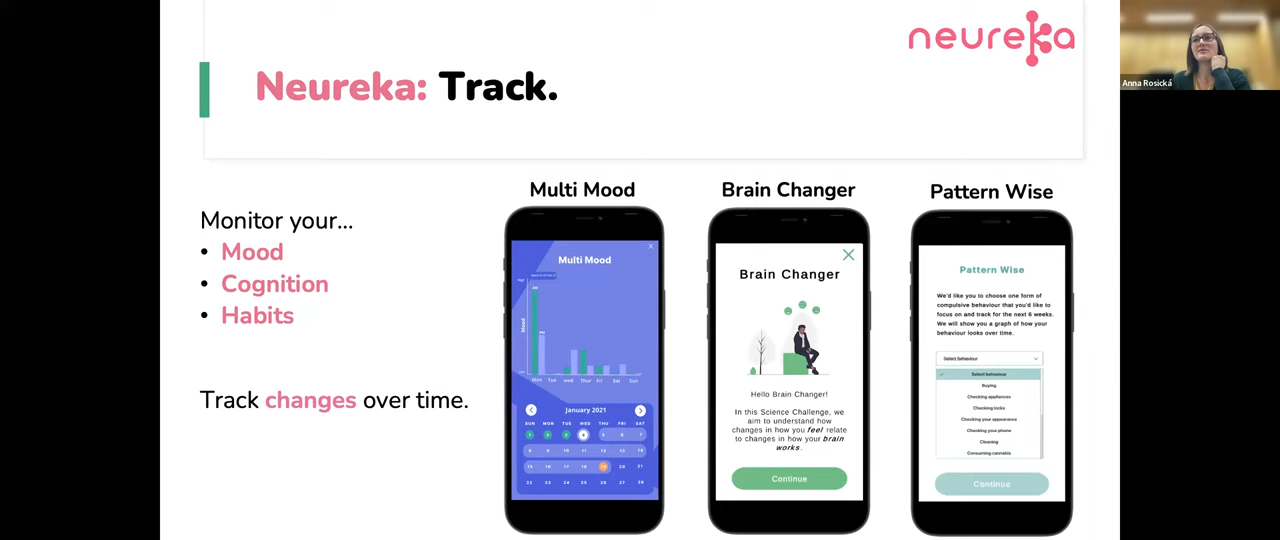 neureka
Anna Rosická
Neureka: Track.
Monitor your...
• Mood
• Cognition
• Habits
Track changes over time.
Multi Mood
X
Multi Mood
High
Mood
AM
PM
Low
Mon Tue wed Thur Fri Sat Sun
January 2021
SUN MON TUE WED THU FRI SAT
1 2 3 4 5 6 7
8 9 10 11 12 13 14
15 16 17 18 19 20 21
22 23 24 25 26 27 28
Brain Changer
Brain Changer
Hello Brain Changer!
In this Science Challenge, we
aim to understand how
changes in how you feel relate
to changes in how your brain
works.
Continue
Pattern Wise
Pattern Wise
We'd like you to choose one form of
compulsive behaviour that you'd like to
focus on and track for the next 6 weeks.
We will show you a graph of how your
behaviour looks over time.
Select behaviour
Select behaviour
Buying
Checking appliances
Checking locks
Checking your appearance
Checking your phone
Cleaning
Consuming cannabis
Continue